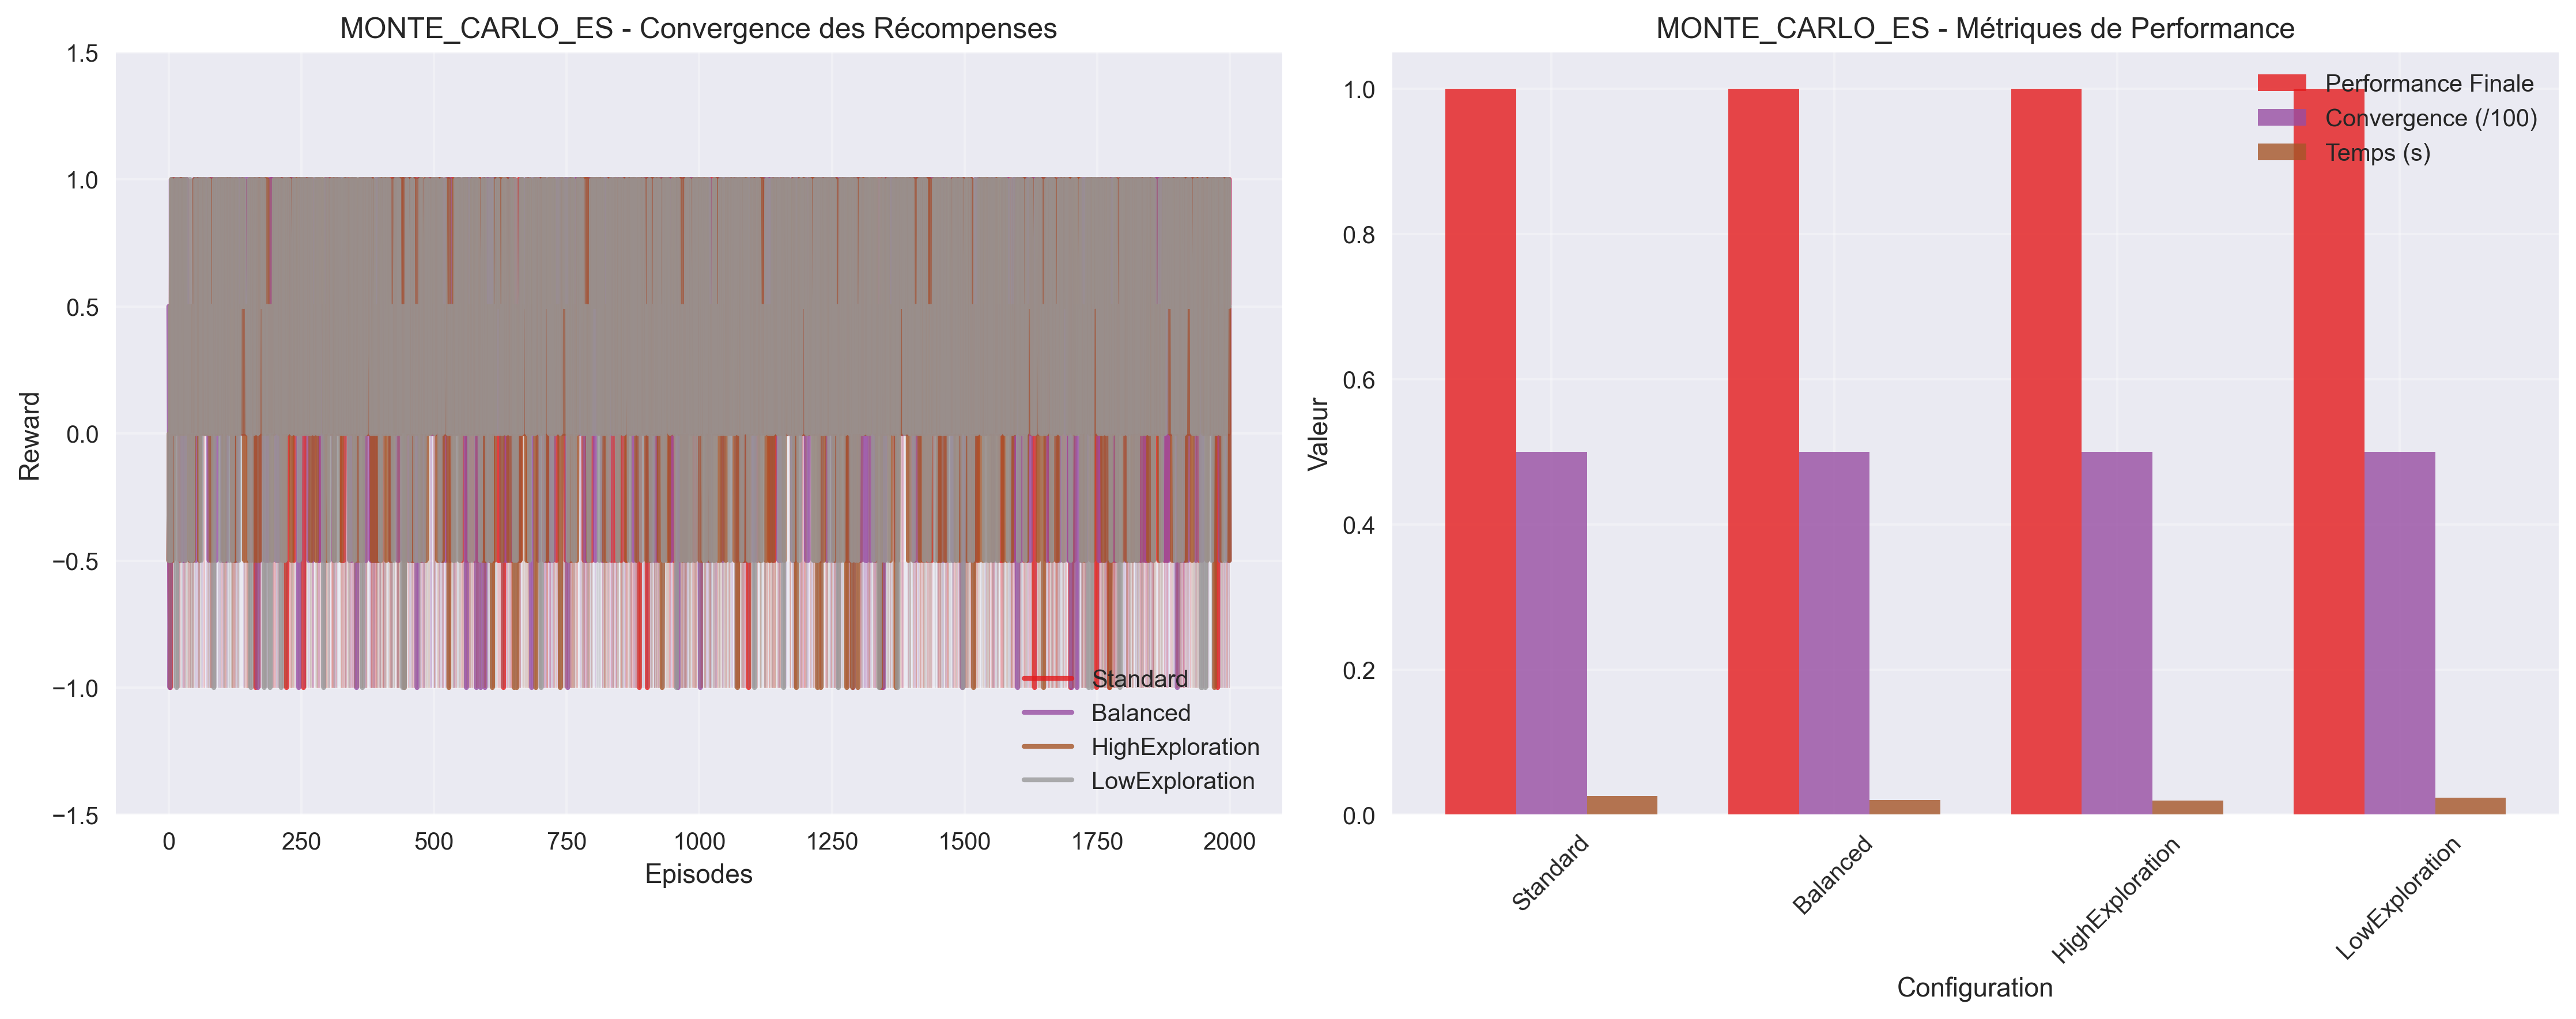 MONTE_CARLO_ES - Convergence des Récompenses
1.5
1.0
0.5
0.0
−0.5
−1.0
−1.5
Reward
0 250 500 750 1000 1250 1500 1750 2000
Episodes
Standard
Balanced
HighExploration
LowExploration
MONTE_CARLO_ES - Métriques de Performance
1.0
0.8
0.6
0.4
0.2
0.0
Valeur
Performance Finale
Convergence (/100)
Temps (s)
Standard
Balanced
HighExploration
LowExploration
Configuration